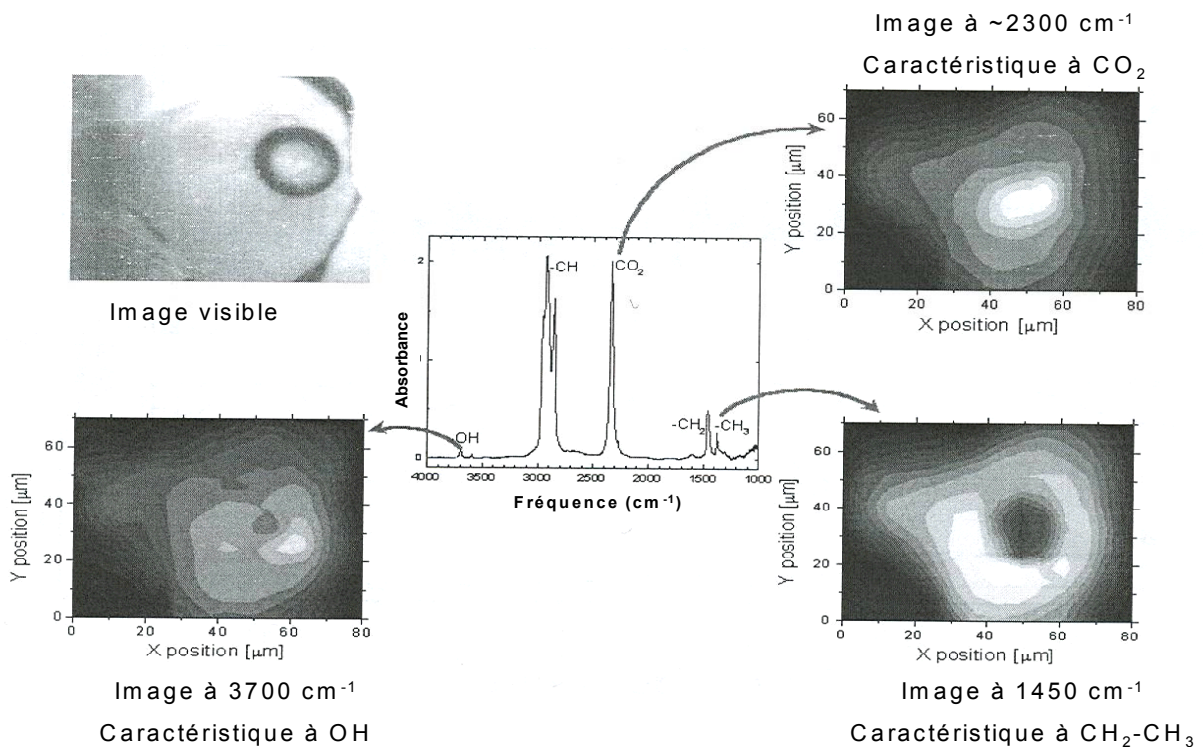 Image à ~2300 cm-1
Caractéristique à CO2
60
40
20
0
Y position [µm]
0 20 40 60 80
X position [µm]
Image visible
2
1
0
Absorbance
-CH
CO2
OH
-CH2
-CH3
4000 3500 3000 2500 2000 1500 1000
Fréquence (cm-1)
60
40
20
0
Y position [µm]
0 20 40 60 80
X position [µm]
Image à 3700 cm-1
Caractéristique à OH
60
40
20
0
Y position [µm]
0 20 40 60 80
X position [µm]
Image à 1450 cm-1
Caractéristique à CH2-CH3